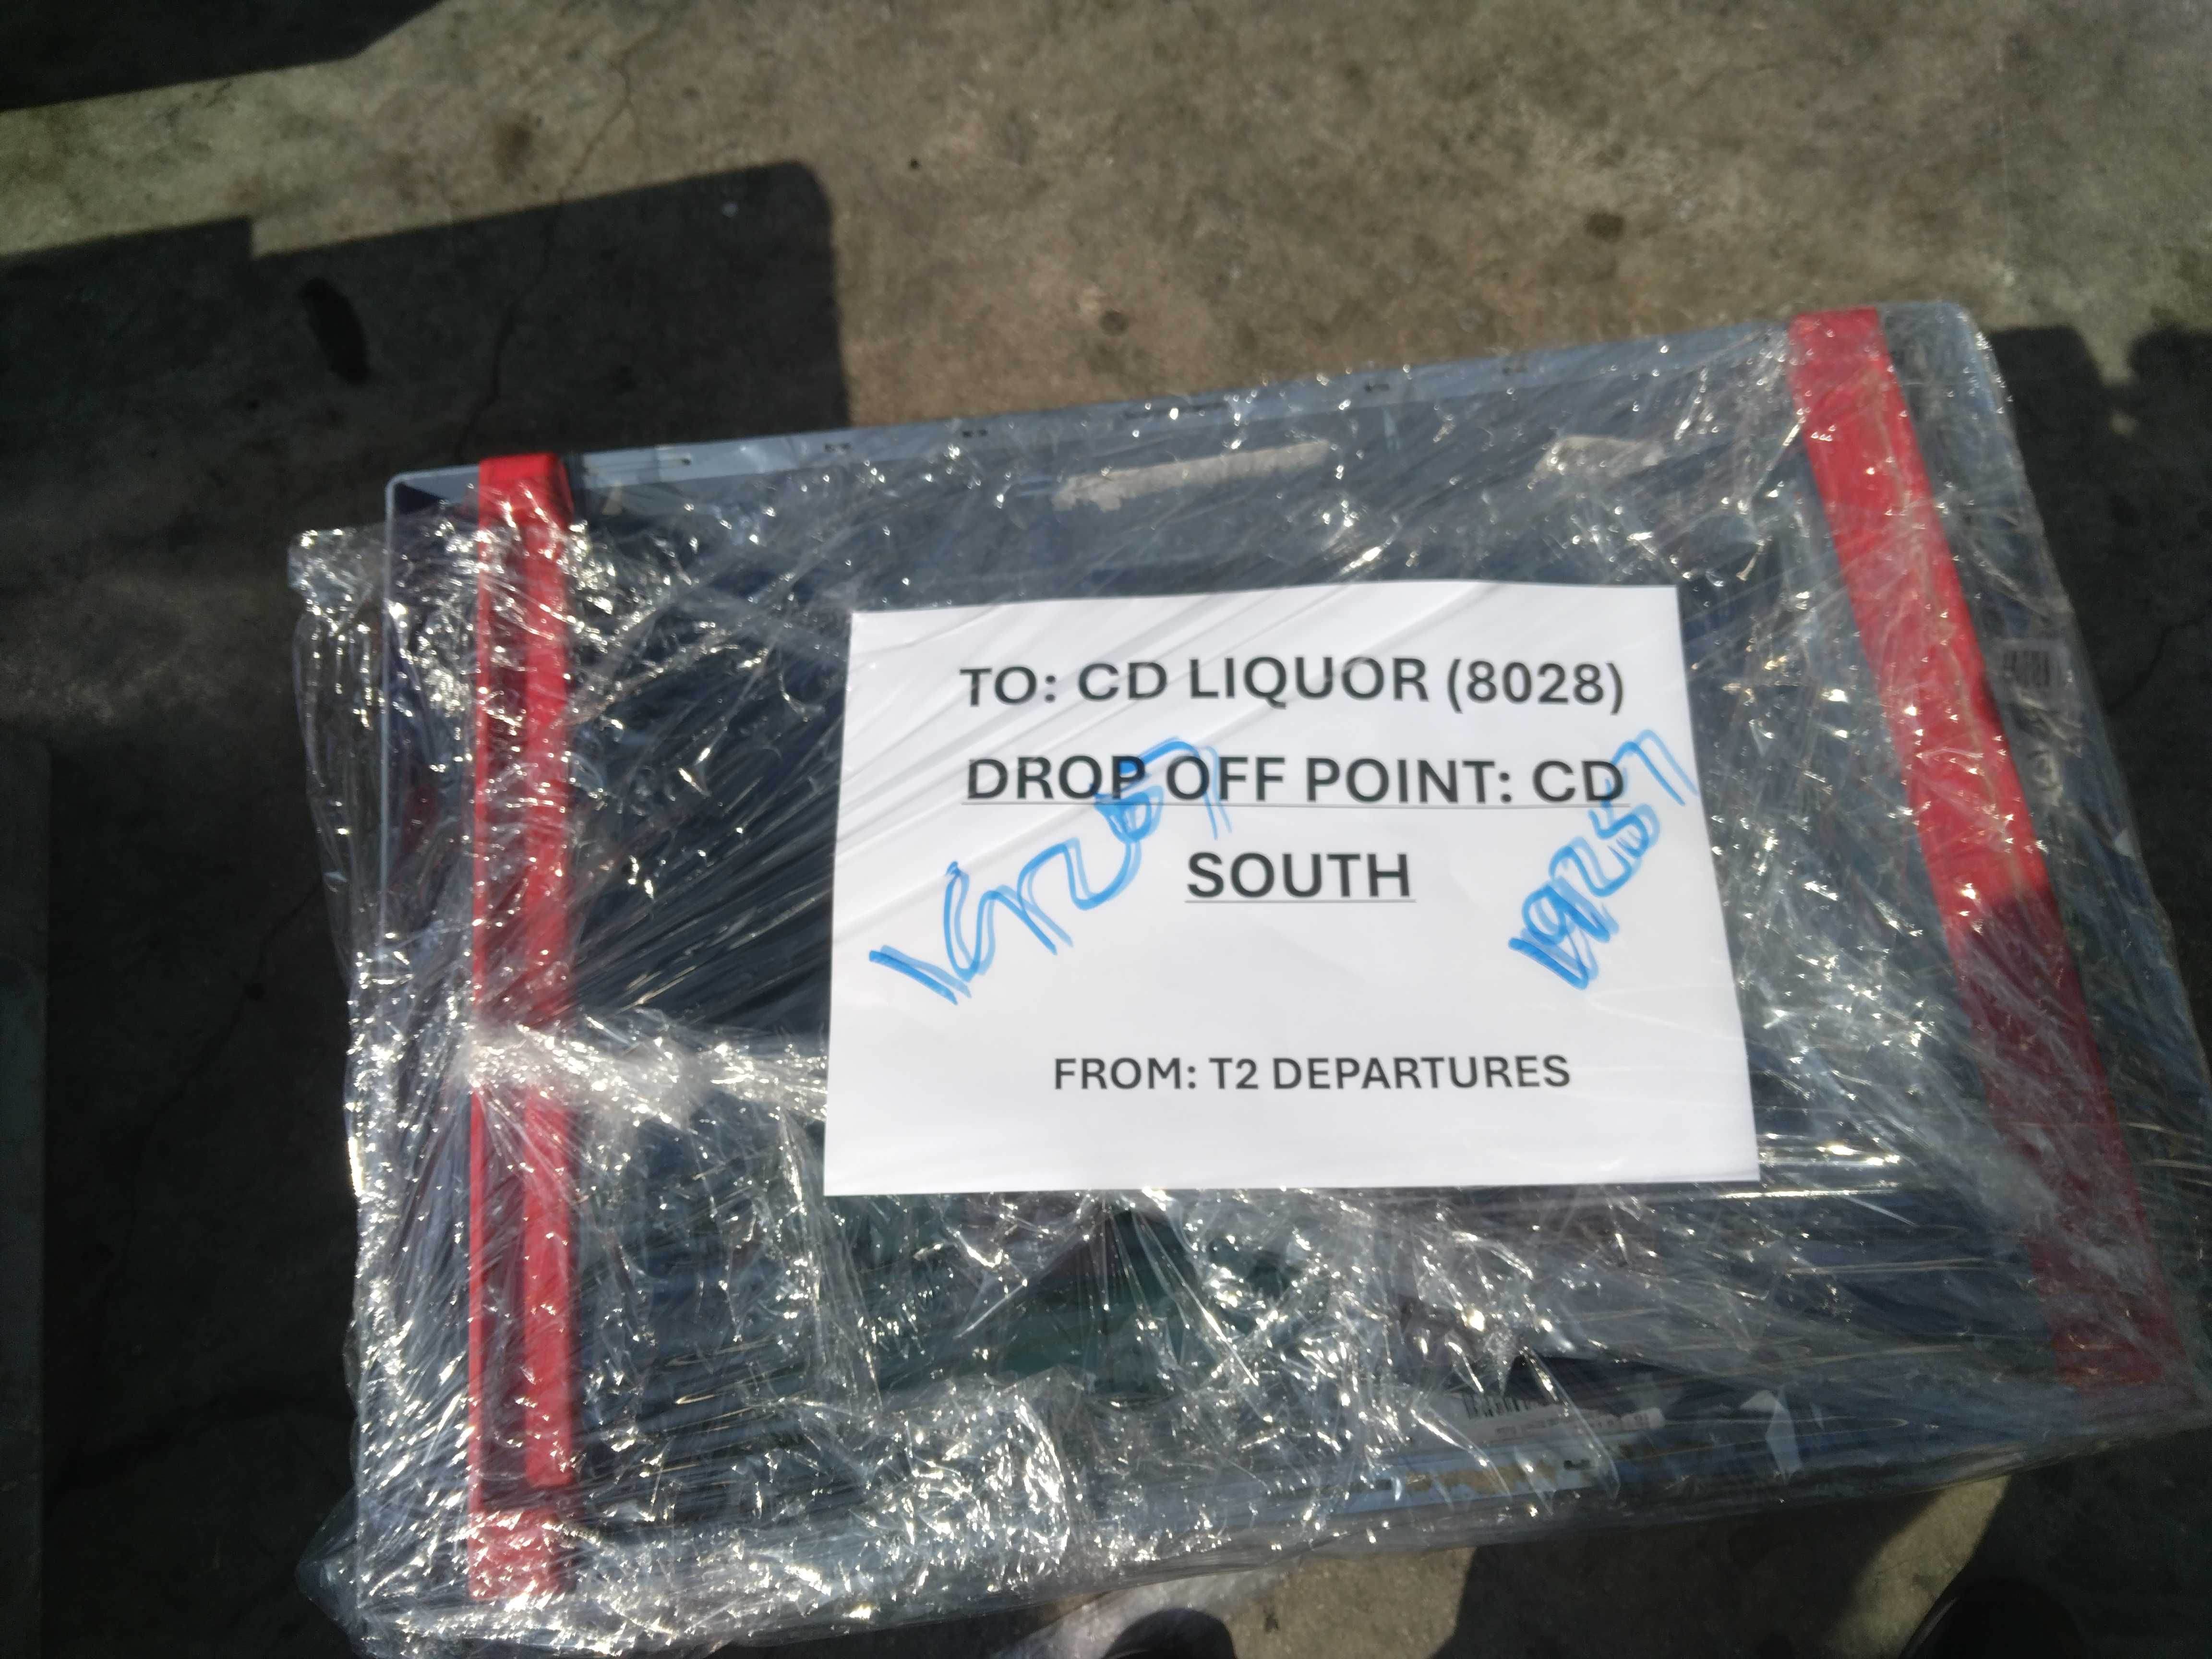 TO: CD LIQUOR (8028)
DROP OFF POINT: CD
SOUTH
FROM: T2 DEPARTURES